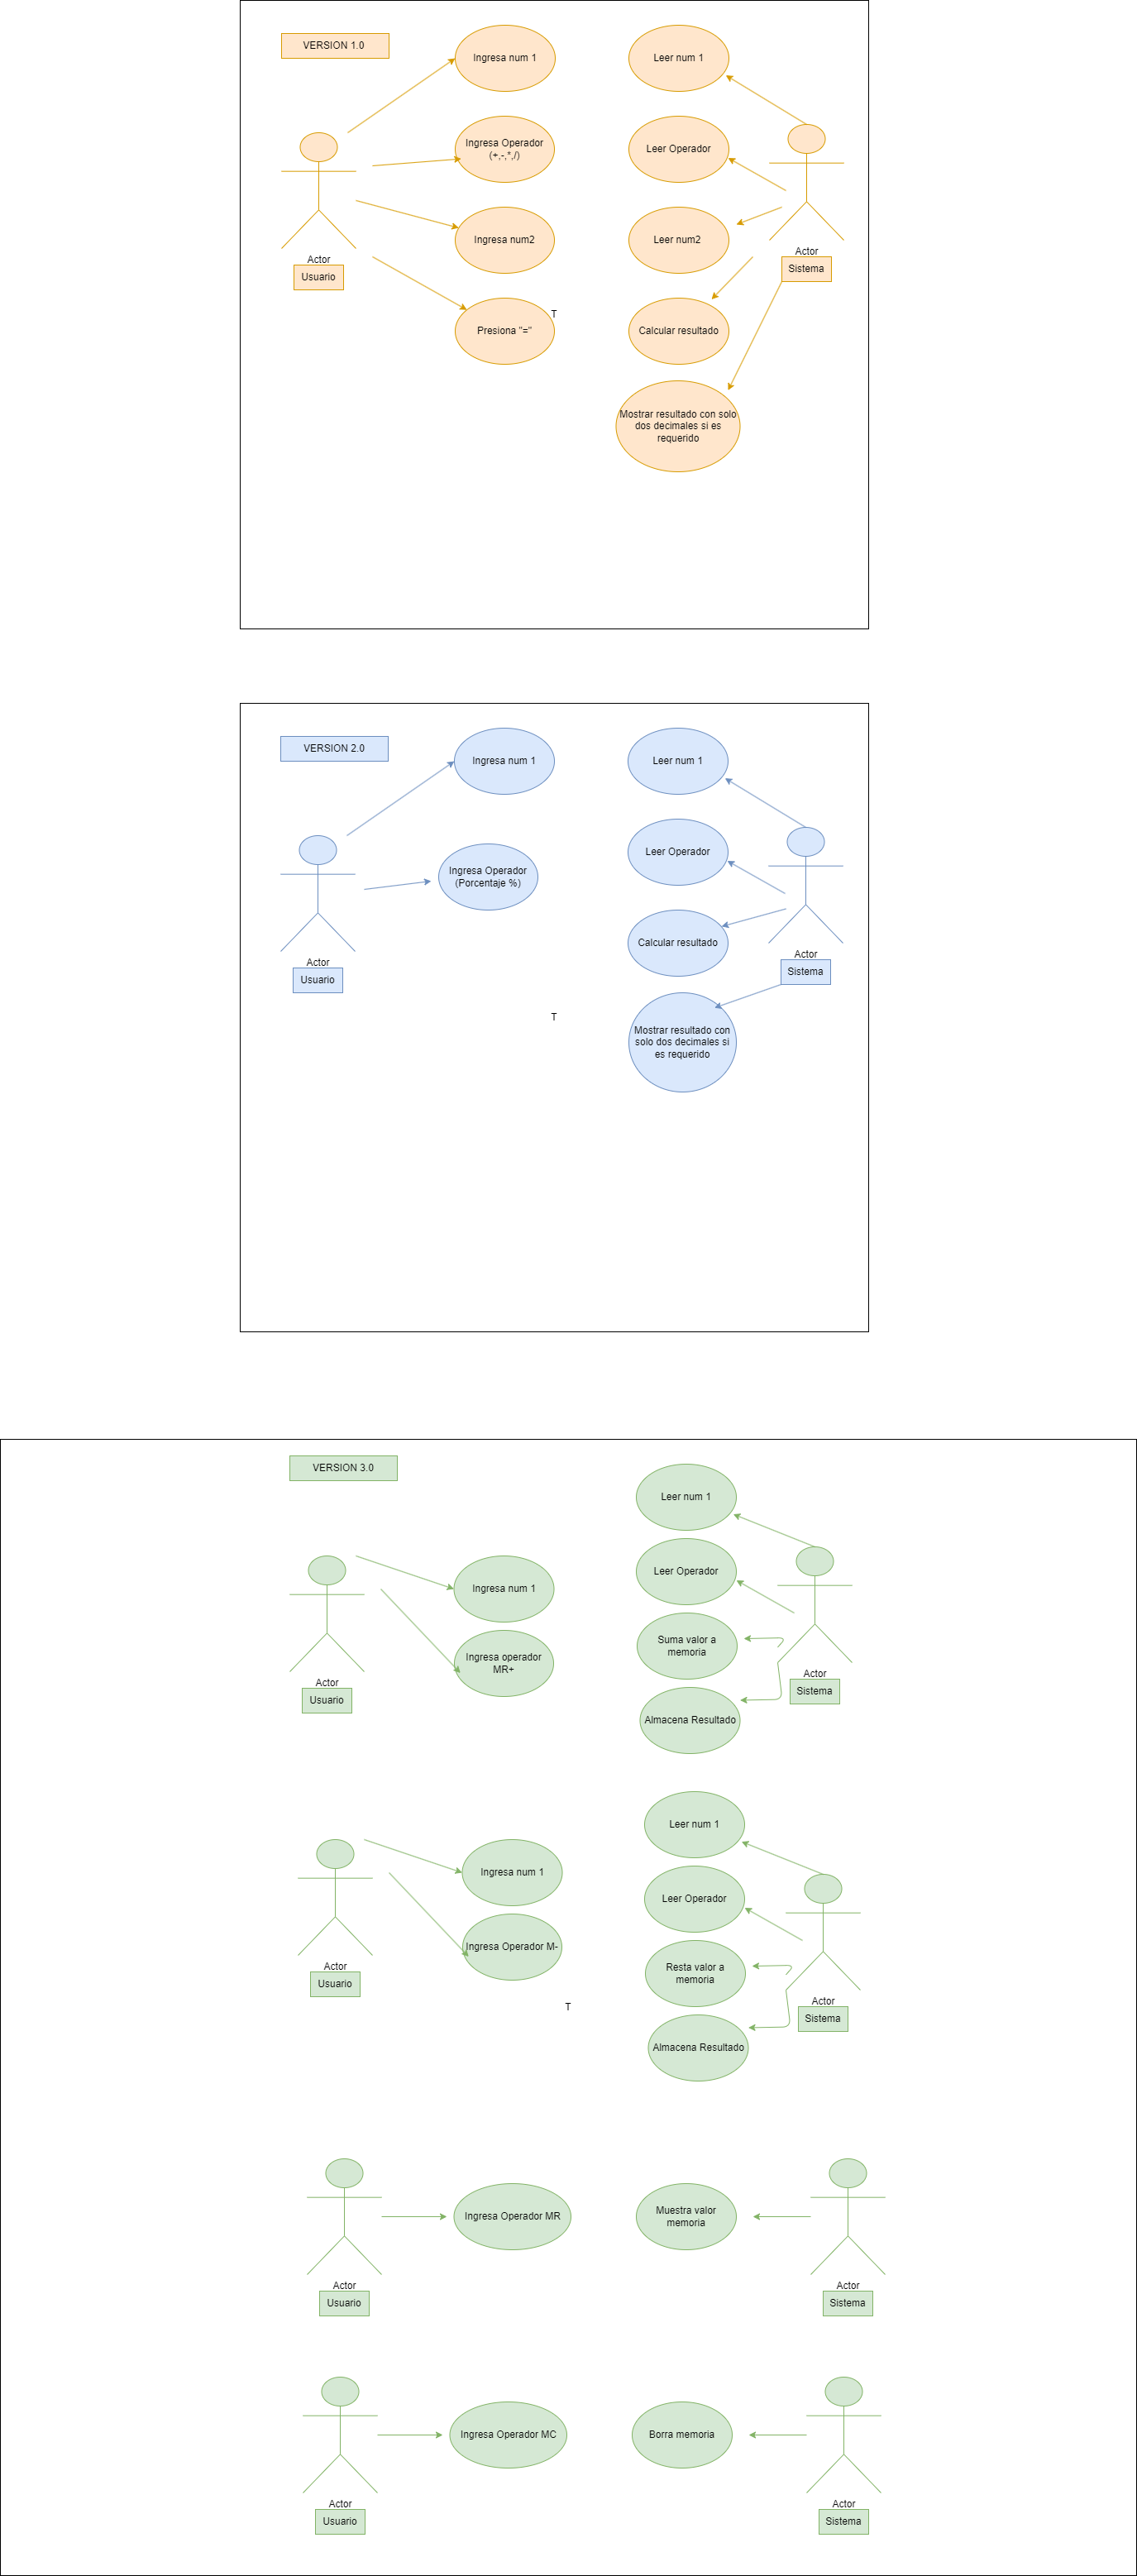 VERSION 1.0
Ingresa num 1
Leer num 1
Ingresa Operador
(+,-,*,/)
Leer Operador
Ingresa num2
Leer num2
Actor
Usuario
Actor
Sistema
T
Presiona "="
Calcular resultado
Mostrar resultado con solo
dos decimales si es
requerido
VERSION 2.0
Ingresa num 1
Leer num 1
Leer Operador
Ingresa Operador
(Porcentaje %)
Calcular resultado
Actor
Usuario
Actor
Sistema
T
Mostrar resultado con
solo dos decimales si
es requerido
VERSION 3.0
Leer num 1
Ingresa num 1
Leer Operador
Ingresa operador
MR+
Suma valor a
memoria
Actor
Usuario
Actor
Sistema
Almacena Resultado
Leer num 1
Ingresa num 1
Leer Operador
Ingresa Operador M-
Resta valor a
memoria
Actor
Usuario
Actor
Sistema
T
Almacena Resultado
Ingresa Operador MR
Muestra valor
memoria
Actor
Usuario
Actor
Sistema
Ingresa Operador MC
Borra memoria
Actor
Usuario
Actor
Sistema